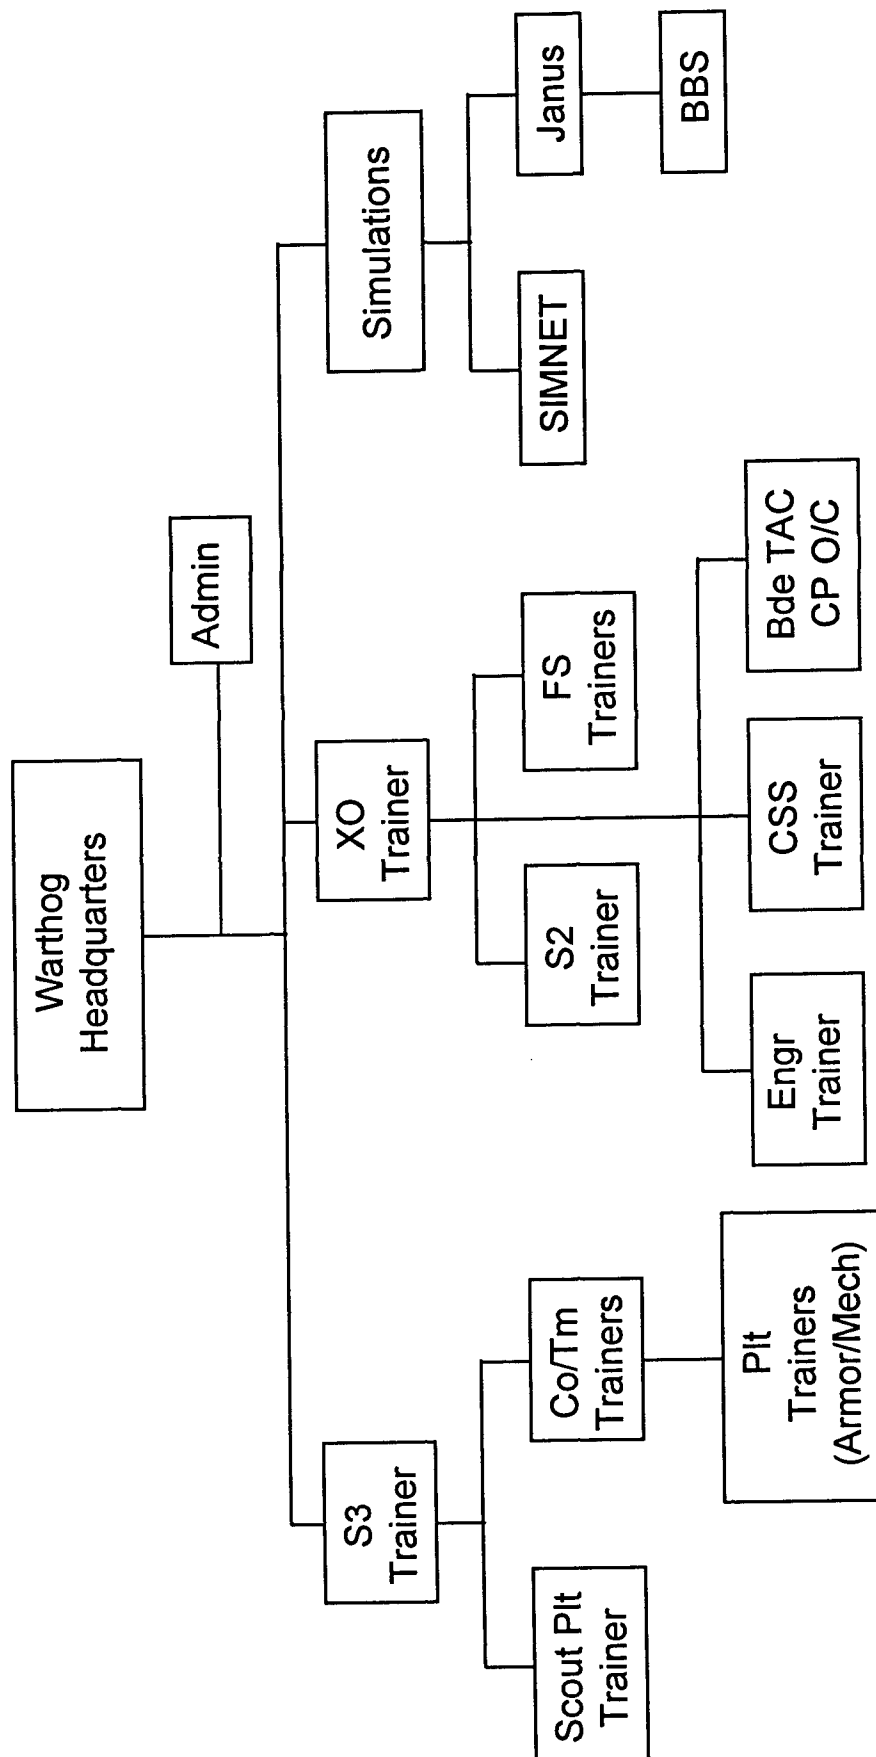 Warthog
Headquarters
Admin
S3
Trainer
XO
Trainer
Simulations
Scout Plt
Trainer
Co/Tm
Trainers
S2
Trainer
FS
Trainers
SIMNET
Janus
Plt
Trainers
(Armor/Mech)
Engr
Trainer
CSS
Trainer
Bde TAC
CP O/C
BBS